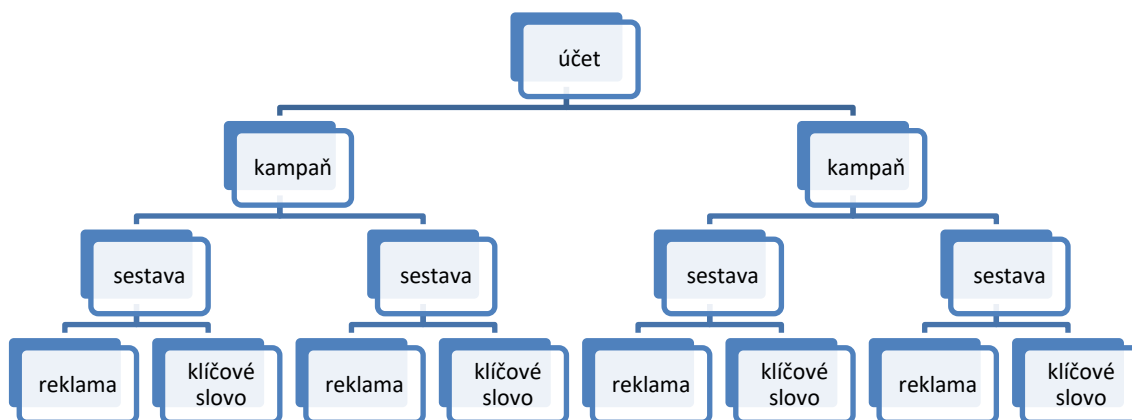 účet
kampaň
kampaň
sestava
sestava
sestava
sestava
reklama
klíčové
slovo
reklama
klíčové
slovo
reklama
klíčové
slovo
reklama
klíčové
slovo